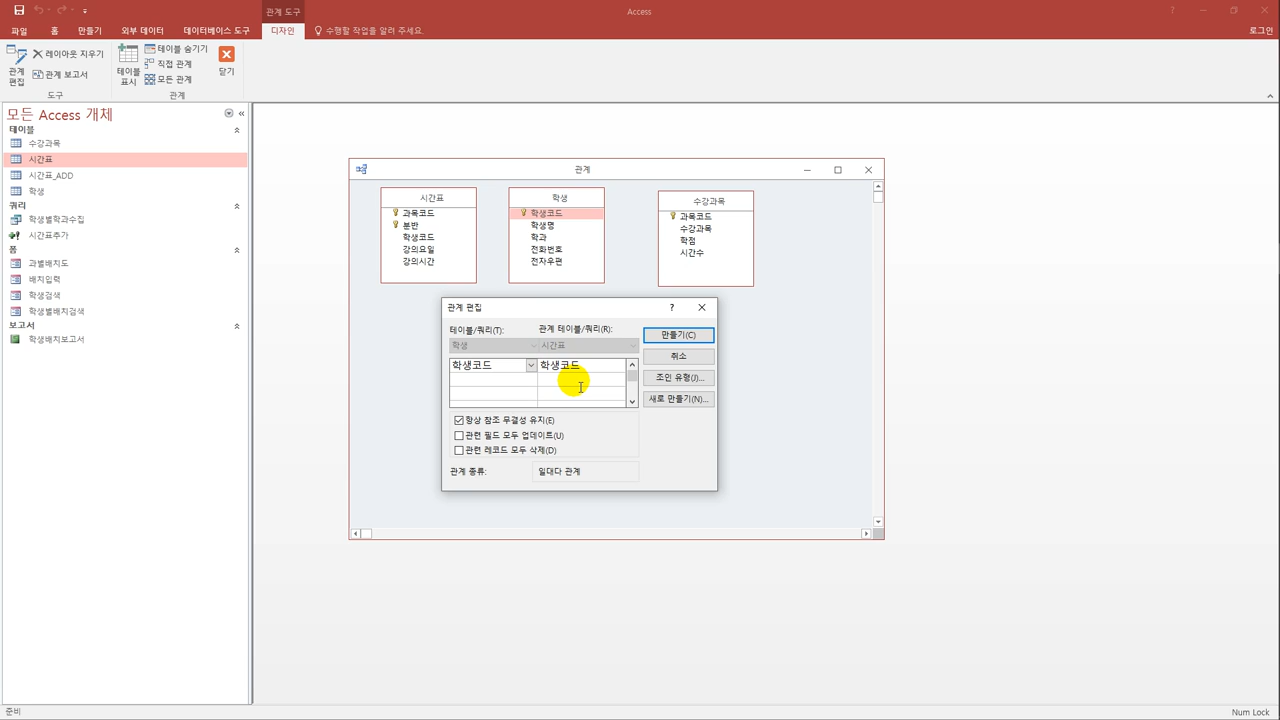 관계 도구
Access
파일
홈
만들기
외부 데이터
데이터베이스 도구
디자인
수행할 작업을 알려 주세요.
로그인
관계
편집
레이아웃 지우기
관계 보고서
도구
테이블
표시
테이블 숨기기
직접 관계
모든 관계
관계
닫기
모든 Access 개체
테이블
수강과목
시간표
시간표_ADD
학생
쿼리
학생별학과수집
시간표추가
폼
과별배치도
배치입력
학생검색
학생별배치검색
보고서
학생배치보고서
관계
시간표
과목코드
분반
학생코드
강의요일
강의시간
학생
학생코드
학생명
학과
전화번호
전자우편
수강과목
과목코드
수강과목
학점
시간수
관계 편집
?
테이블/쿼리(T):
관계 테이블/쿼리(R):
학생
시간표
학생코드
학생코드
만들기(C)
취소
조인 유형(J)...
새로 만들기(N)...
항상 참조 무결성 유지(E)
관련 필드 모두 업데이트(U)
관련 레코드 모두 삭제(D)
관계 종류:
일대다 관계
준비
Num Lock